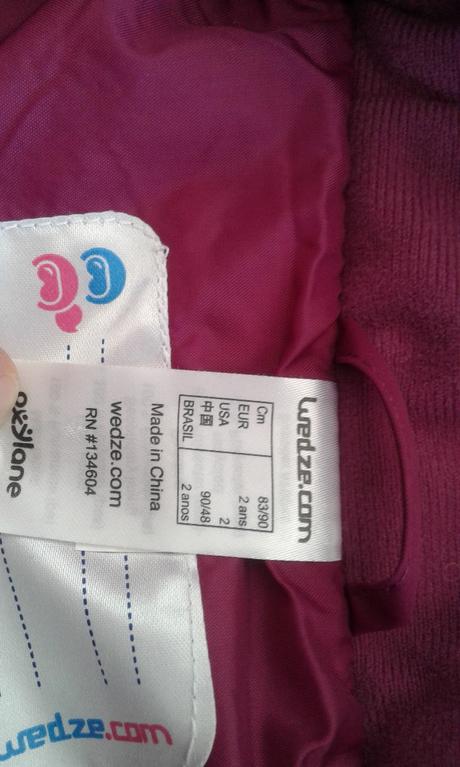 wedze.com
Cm 83/90
EUR 2 ans
USA 2
中国 90/48
BRASIL 2 anos
Made in China
wedze.com
RN #134604
oxylane
wedze.com